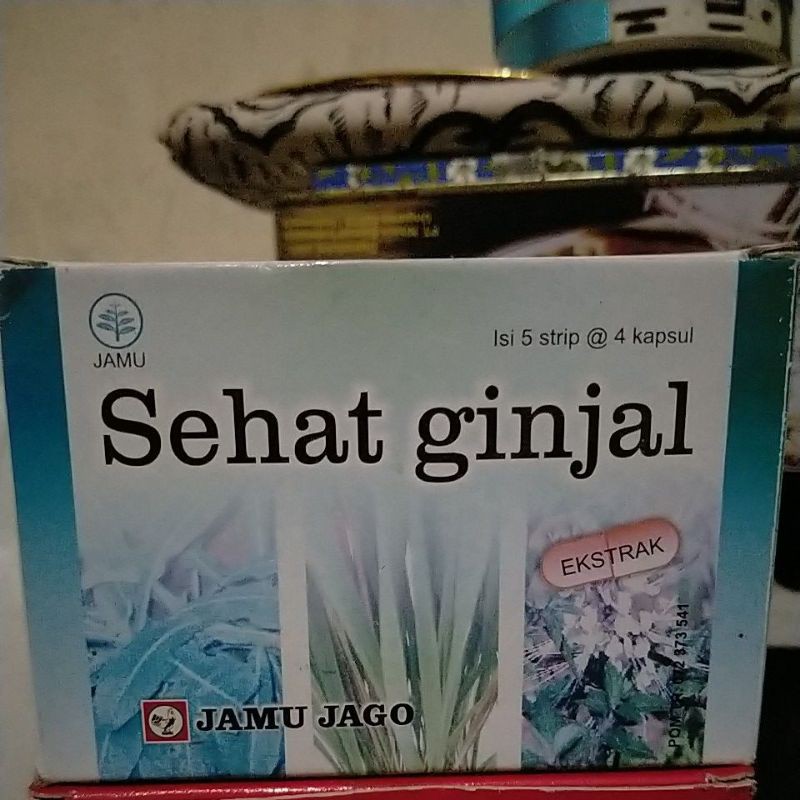 JAMU
Isi 5 strip @ 4 kapsul
Sehat ginjal
EKSTRAK
JAMU JAGO